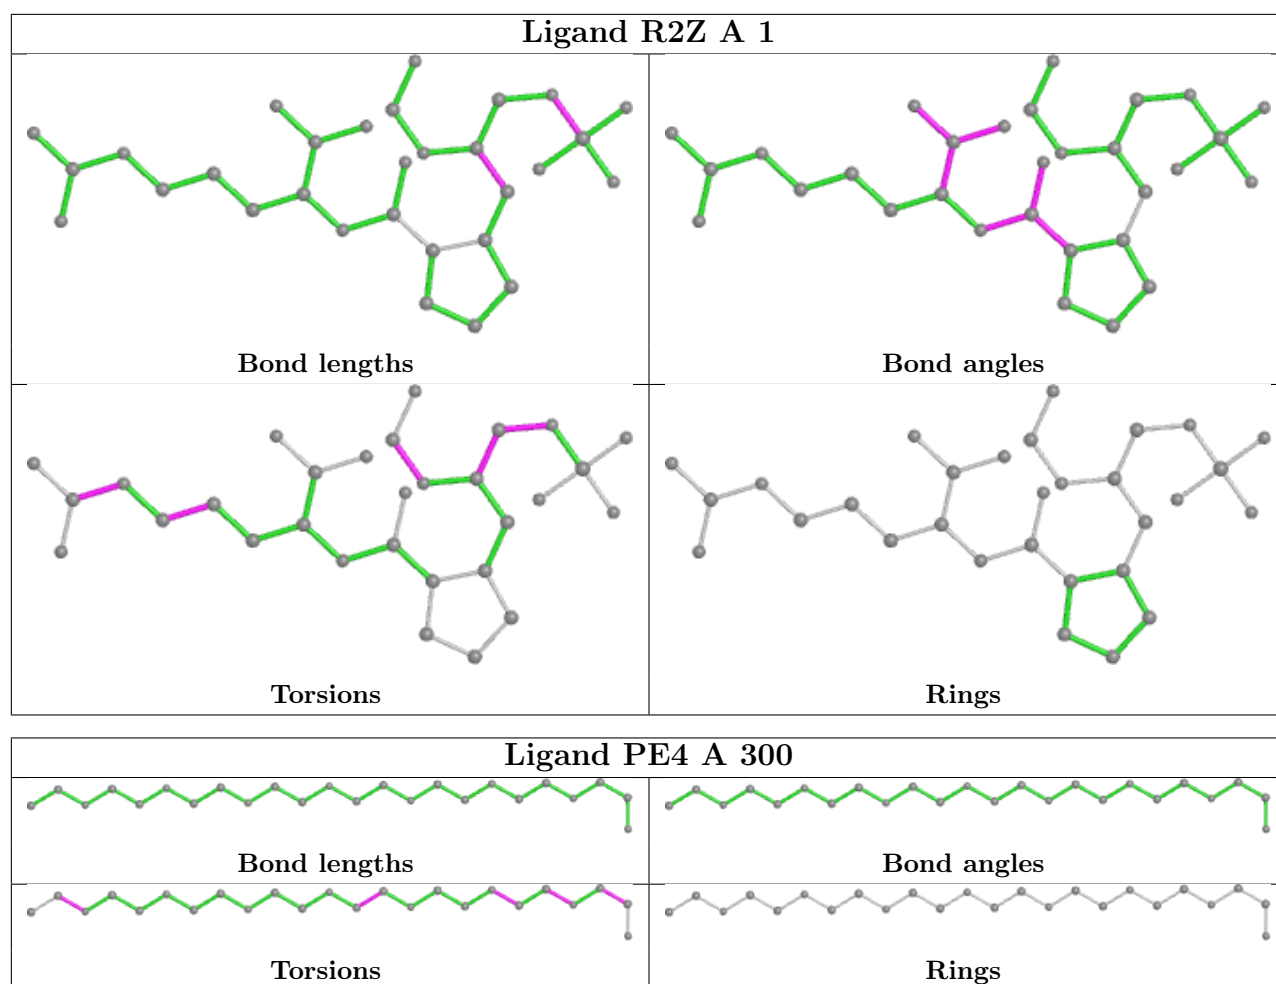 Ligand R2Z A 1
Bond lengths
Bond angles
Torsions
Rings
Ligand PE4 A 300
Bond lengths
Bond angles
Torsions
Rings